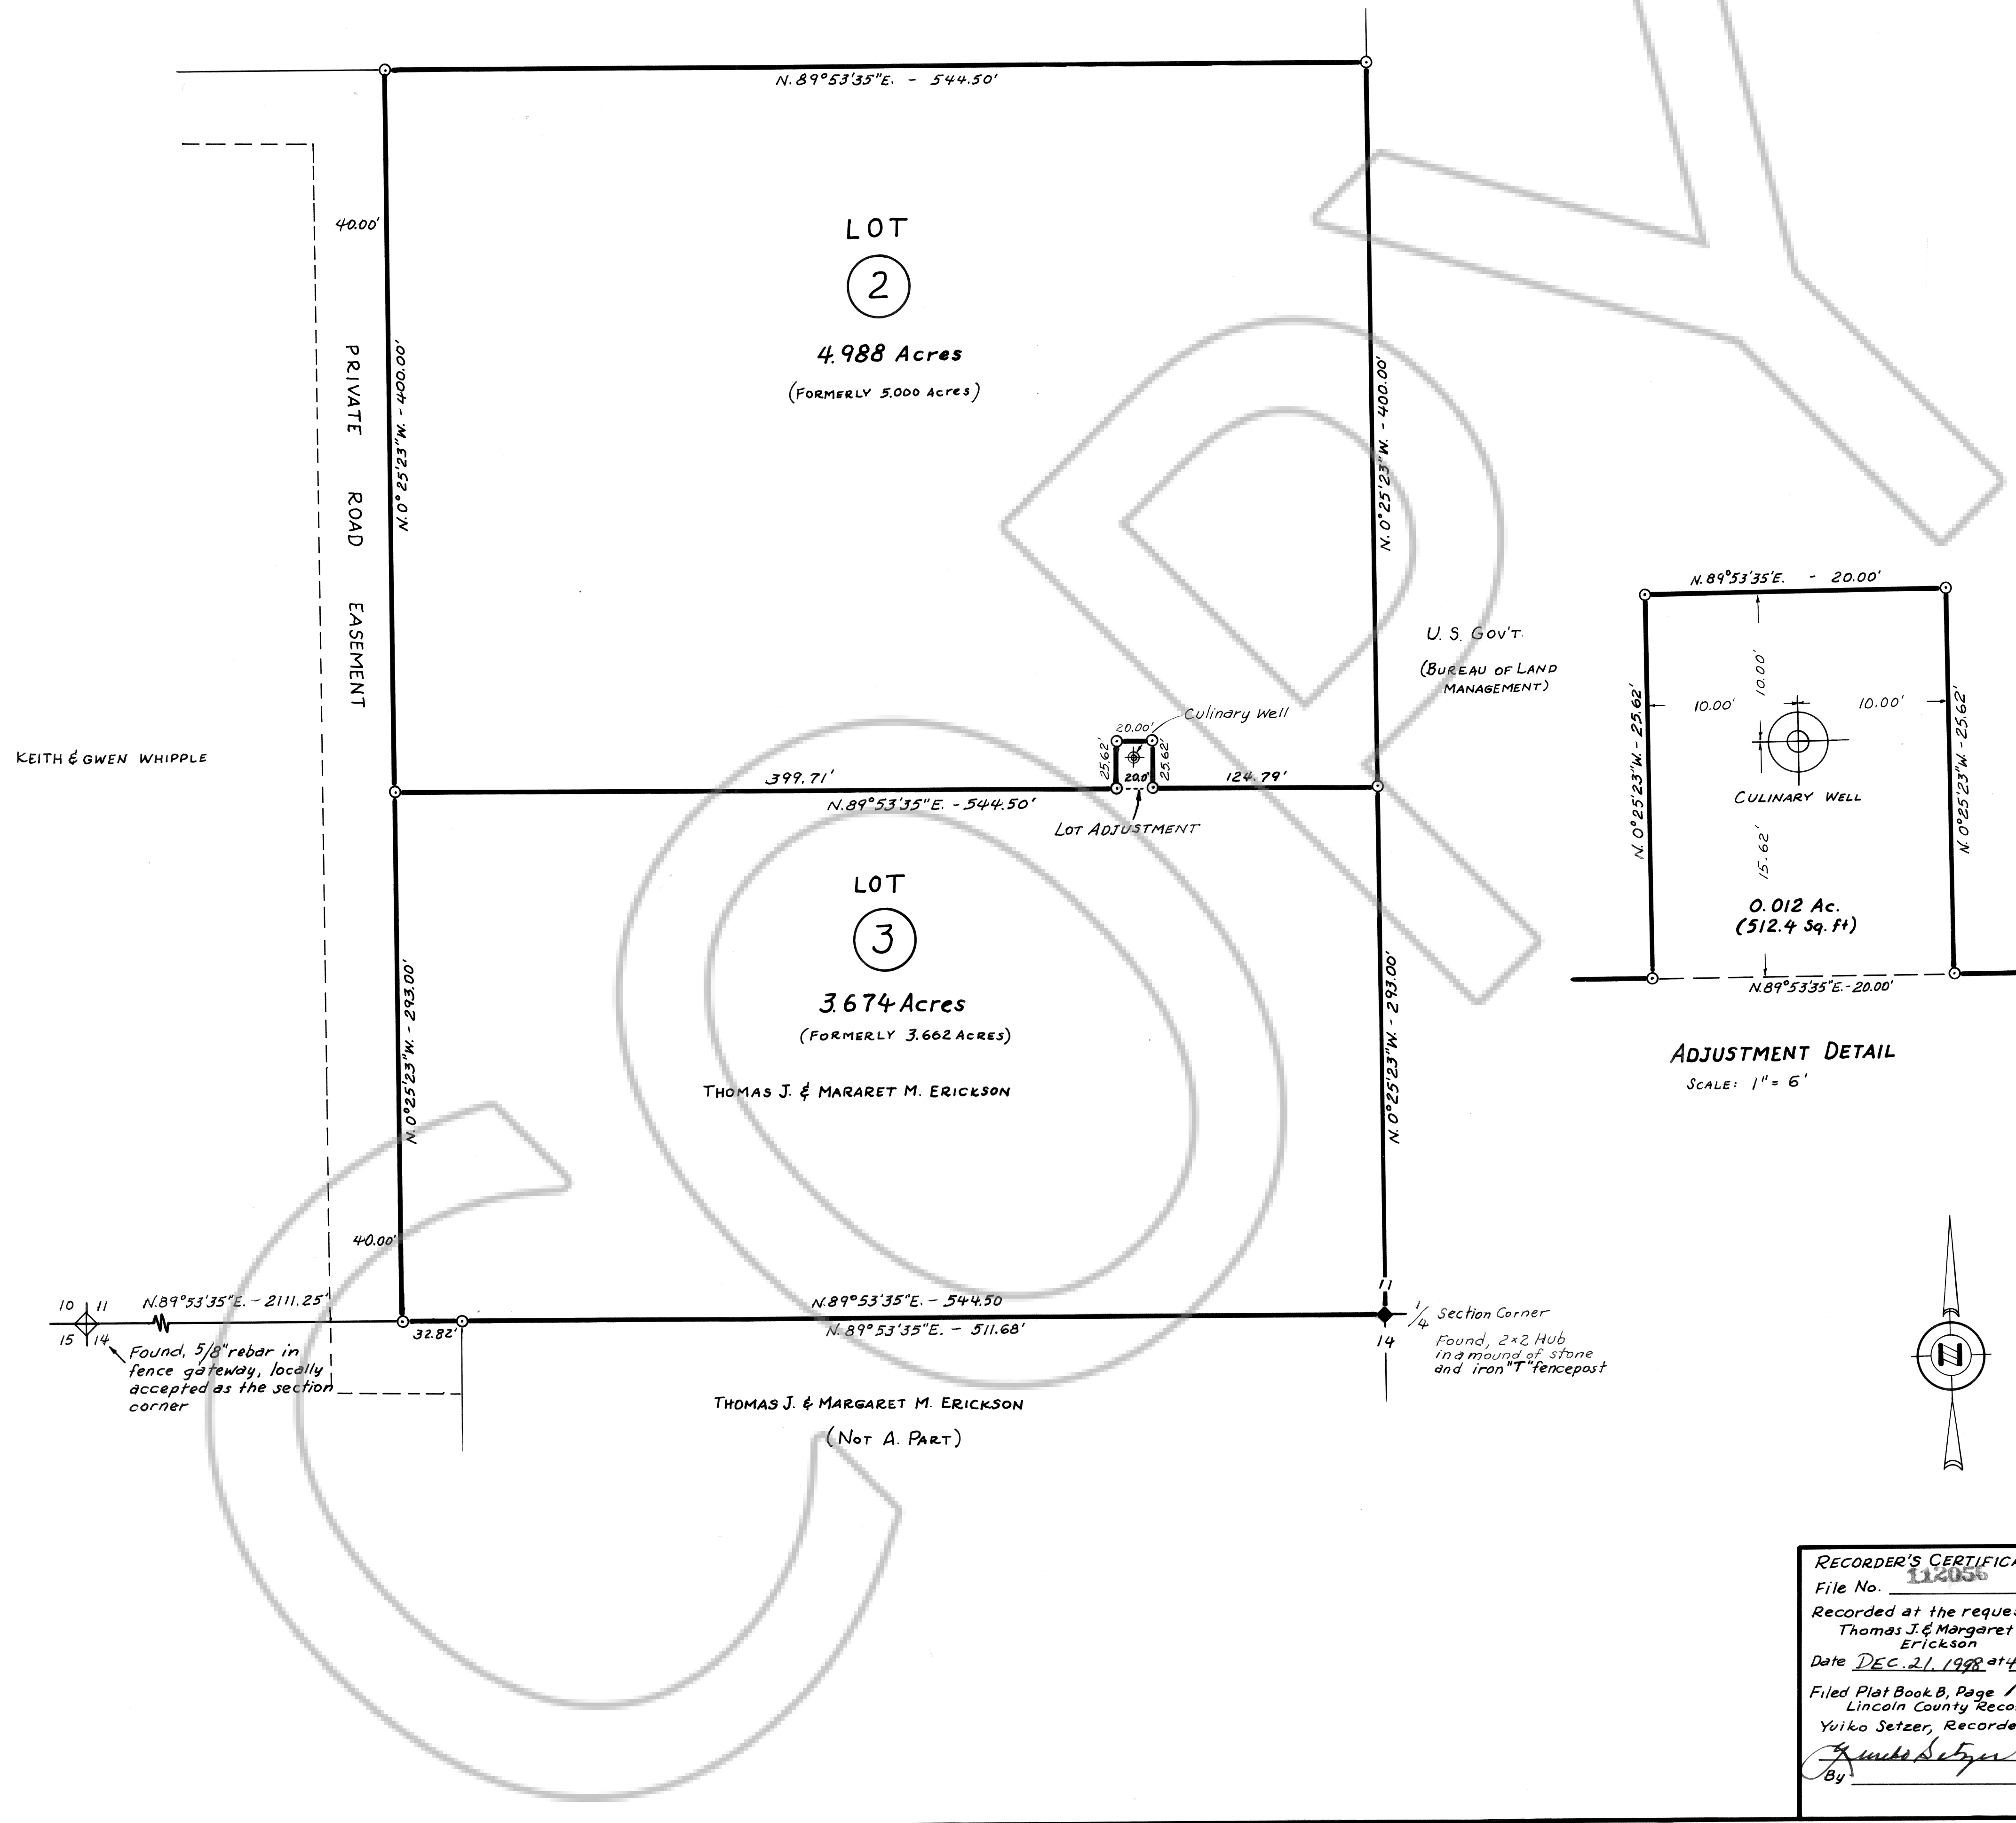 N. 89°53'35"E. - 544.50'
40.00'
LOT
2
4.988 Acres
(FORMERLY 5.000 ACRES)
PRIVATE ROAD EASEMENT
N. 0°25'23"W. - 400.00'
N. 0°25'23"W. - 400.00'
U. S. GOV'T.
(BUREAU OF LAND
MANAGEMENT)
KEITH & GWEN WHIPPLE
Culinary Well
20.00'
25.62'
25.62'
20.0'
399.71'
124.79'
N.89°53'35"E. - 544.50'
LOT ADJUSTMENT
LOT
3
3.674 Acres
(FORMERLY 3.662 ACRES)
THOMAS J. & MARARET M. ERICKSON
N. 0°25'23"W. - 293.00'
N. 0°25'23"W. - 293.00'
40.00'
10 11
15 14
N.89°53'35"E. - 2111.25'
Found, 5/8" rebar in
fence gateway, locally
accepted as the section
corner
32.82'
N.89°53'35"E. - 544.50
N. 89°53'35"E. - 511.68'
11
14
1/4 Section Corner
Found, 2x2 Hub
in a mound of stone
and iron "T" fencepost
THOMAS J. & MARGARET M. ERICKSON
(NOT A. PART)
N. 89°53'35'E. - 20.00'
N. 0°25'23"W. - 25.62'
N. 0°25'23"W. - 25.62'
10.00'
10.00'
10.00'
CULINARY WELL
15.62'
0.012 Ac.
(512.4 Sq. ft)
N.89°53'35"E.-20.00'
ADJUSTMENT DETAIL
SCALE: 1" = 6'
N
RECORDER'S CERTIFICA
File No. 112056
Recorded at the reques
Thomas J. & Margaret
Erickson
Date DEC. 21, 1998 at 4
Filed Plat Book B, Page 1
Lincoln County Reco
Yuiko Setzer, Recorde
Yuriko Setzer
By
COPY